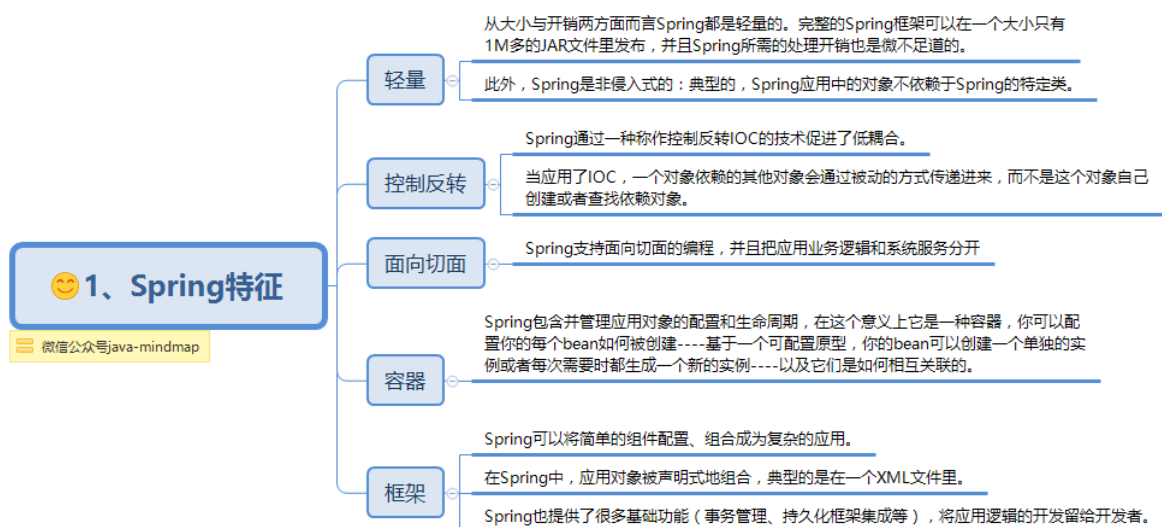 1、Spring特征
微信公众号java-mindmap
轻量
从大小与开销两方面而言Spring都是轻量的。完整的Spring框架可以在一个大小只有
1M多的JAR文件里发布，并且Spring所需的处理开销也是微不足道的。
此外，Spring是非侵入式的：典型的，Spring应用中的对象不依赖于Spring的特定类。
控制反转
Spring通过一种称作控制反转IOC的技术促进了低耦合。
当应用了IOC，一个对象依赖的其他对象会通过被动的方式传递进来，而不是这个对象自己
创建或者查找依赖对象。
面向切面
Spring支持面向切面的编程，并且把应用业务逻辑和系统服务分开
容器
Spring包含并管理应用对象的配置和生命周期，在这个意义上它是一种容器，你可以配
置你的每个bean如何被创建----基于一个可配置原型，你的bean可以创建一个单独的实
例或者每次需要时都生成一个新的实例----以及它们是如何相互关联的。
框架
Spring可以将简单的组件配置、组合成为复杂的应用。
在Spring中，应用对象被声明式地组合，典型的是在一个XML文件里。
Spring也提供了很多基础功能（事务管理、持久化框架集成等），将应用逻辑的开发留给开发者。